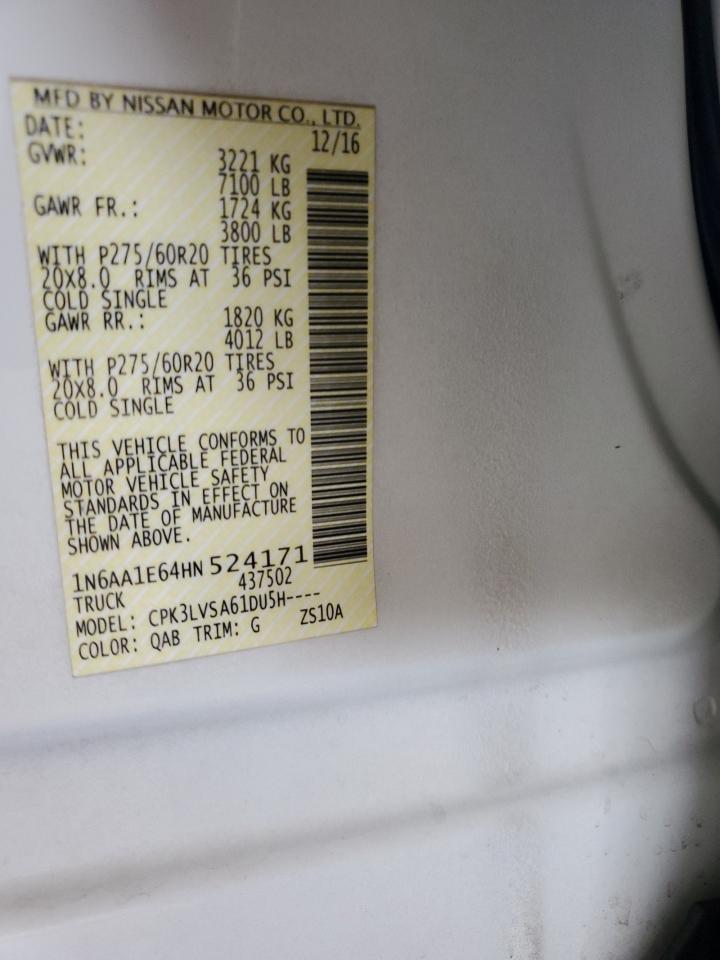 MFD BY NISSAN MOTOR CO., LTD.
DATE: 12/16
GVWR: 3221 KG
7100 LB
GAWR FR.: 1724 KG
3800 LB
WITH P275/60R20 TIRES
20X8.0 RIMS AT 36 PSI
COLD SINGLE
GAWR RR.: 1820 KG
4012 LB
WITH P275/60R20 TIRES
20X8.0 RIMS AT 36 PSI
COLD SINGLE
THIS VEHICLE CONFORMS TO
ALL APPLICABLE FEDERAL
MOTOR VEHICLE SAFETY
STANDARDS IN EFFECT ON
THE DATE OF MANUFACTURE
SHOWN ABOVE.
1N6AA1E64HN524171
TRUCK 437502
MODEL: CPK3LVSA61DU5H----
COLOR: QAB TRIM: G ZS10A